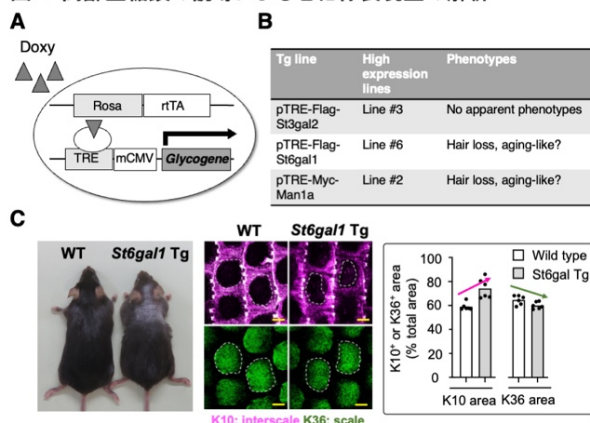 A
B
Doxy
Rosa
rtTA
TRE
mCMV
Glycogene
Tg line
High expression lines
Phenotypes
pTRE-Flag-St3gal2
Line #3
No apparent phenotypes
pTRE-Flag-St6gal1
Line #6
Hair loss, aging-like?
pTRE-Myc-Man1a
Line #2
Hair loss, aging-like?
C
WT
St6gal1 Tg
WT
St6gal1 Tg
K10: interscale K36: scale
K10+ or K36+ area
(% total area)
100
80
60
40
20
0
Wild type
St6gal Tg
K10 area
K36 area